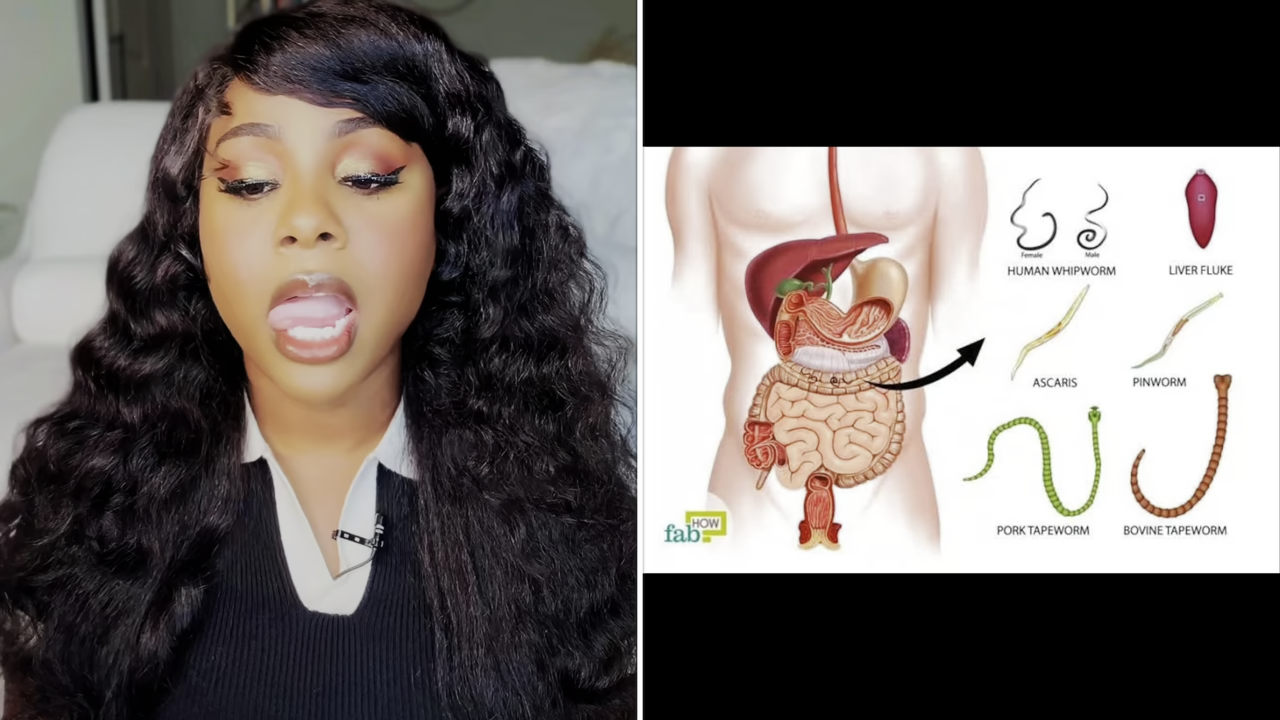 Female
Male
HUMAN WHIPWORM
LIVER FLUKE
ASCARIS
PINWORM
PORK TAPEWORM
BOVINE TAPEWORM
fab HOW